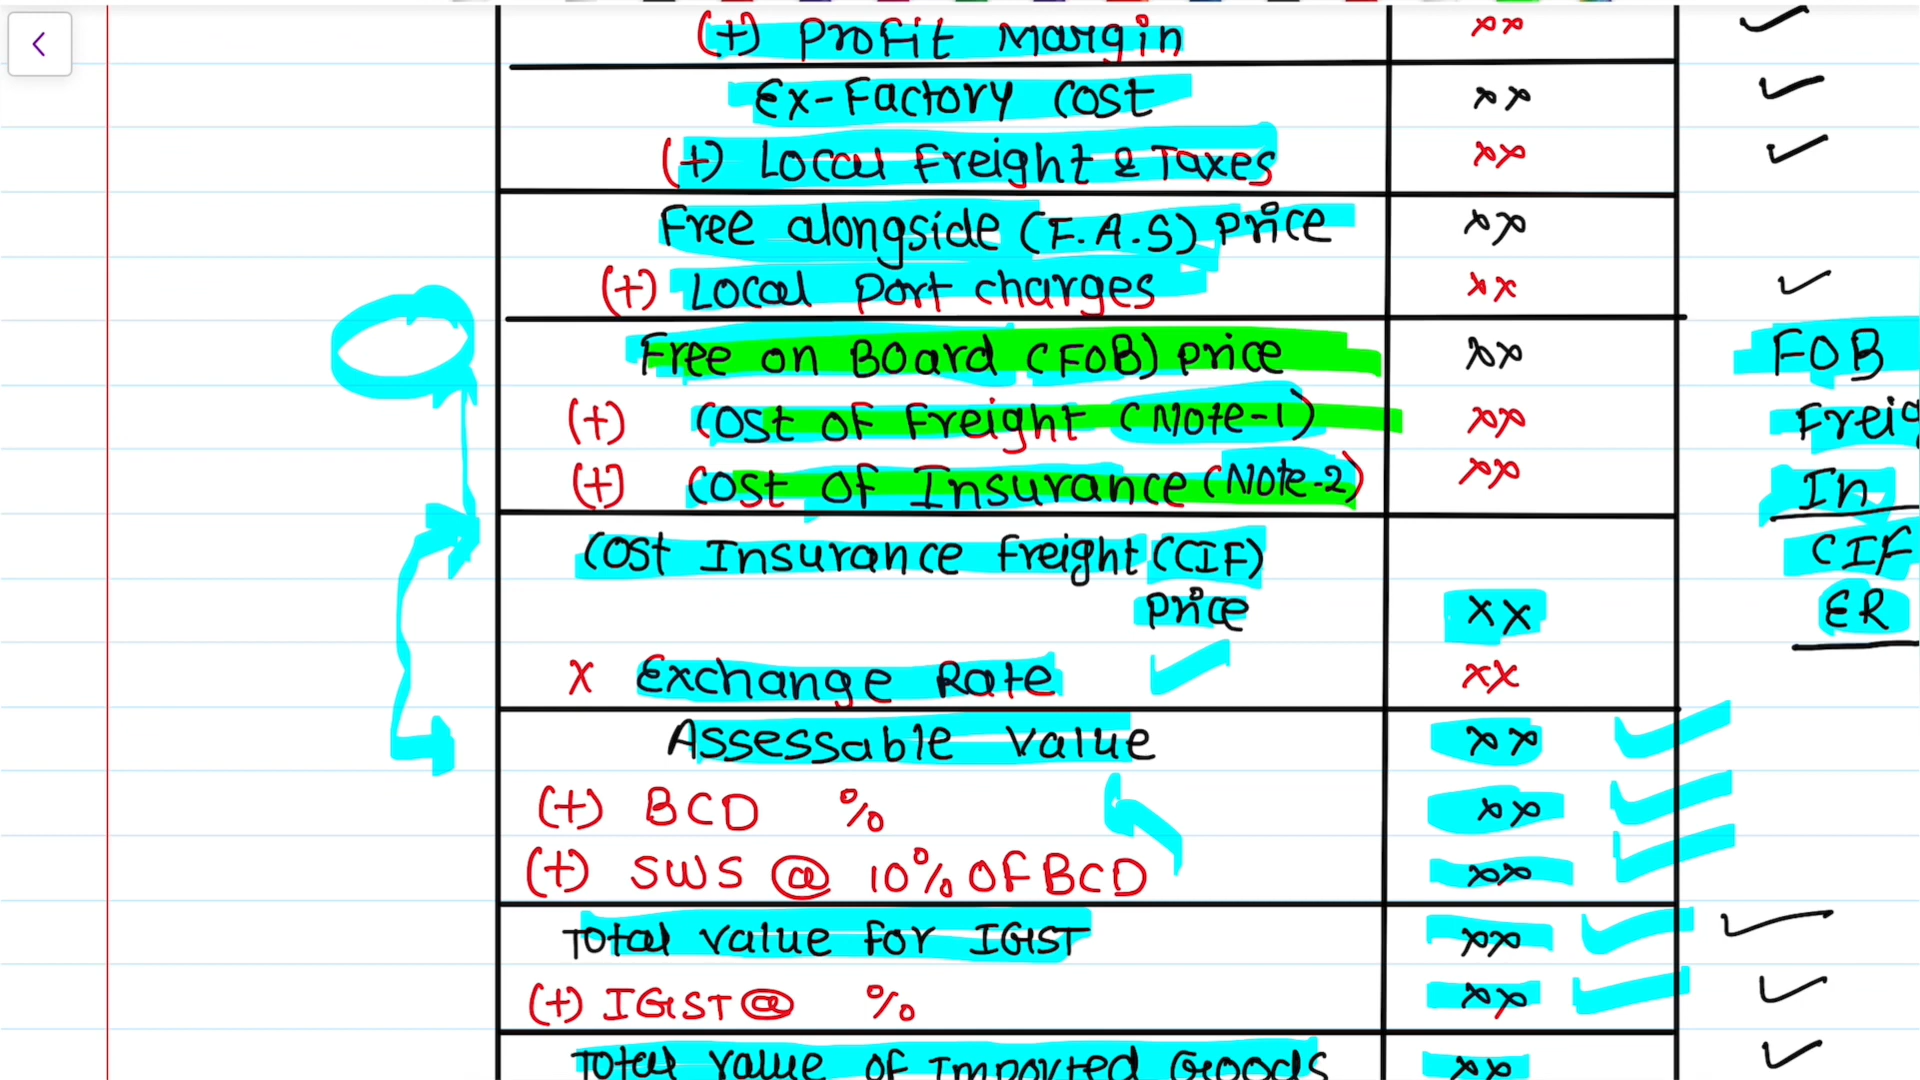 (+) Profit Margin xx
Ex-Factory cost xx
(+) Local Freight & Taxes xx
Free alongside (F.A.S) price xx
(+) Local Port charges xx
Free on Board (FOB) price xx FOB
(+) cost of Freight (Note-1) xx Freig
(+) cost of Insurance (Note-2) xx In
Cost Insurance Freight (CIF) CIF
price xx ER
x Exchange Rate xx
Assessable value xx
(+) BCD % xx
(+) SWS @ 10% OF BCD xx
Total value for IGST xx
(+) IGST @ % xx
Total value of Imported Goods xx